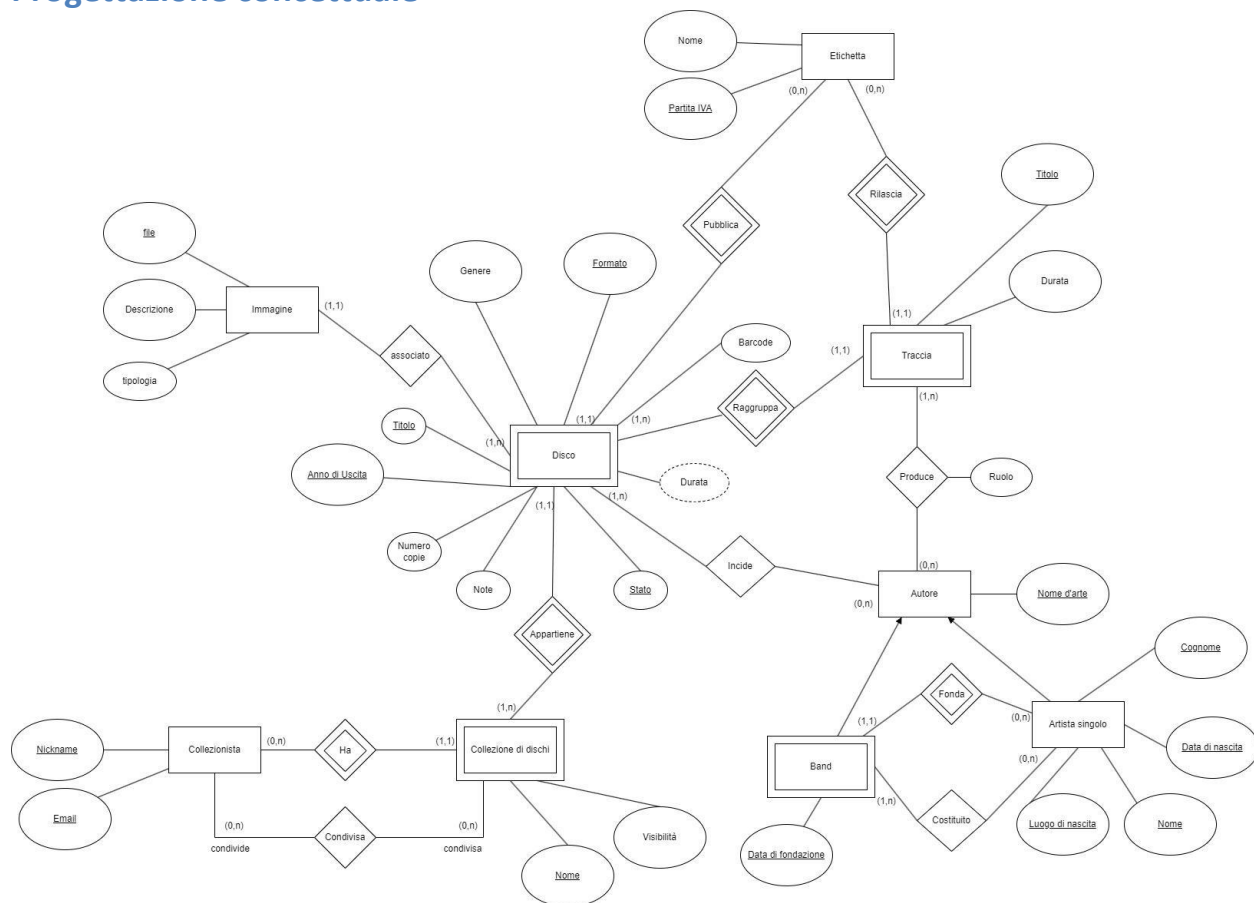 Progettazione concettuale
Nome
Etichetta
(0,n)
(0,n)
Partita IVA
Titolo
Rilascia
Pubblica
file
Genere
Formato
Durata
Descrizione
Immagine
(1,1)
(1,1)
Barcode
associato
(1,1)
Traccia
tipologia
Raggruppa
(1,n)
(1,1)
(1,n)
Titolo
(1,n)
Disco
Anno di Uscita
Durata
Produce
Ruolo
(1,n)
(1,1)
Numero
copie
Incide
(0,n)
Note
Stato
Autore
Nome d'arte
(0,n)
Appartiene
Cognome
Fonda
(1,n)
(1,1)
(0,n)
Artista singolo
Nickname
Collezionista
(0,n)
Ha
(1,1)
Collezione di dischi
Data di nascita
(0,n)
Band
(1,n)
Email
Costituito
Luogo di nascita
Nome
(0,n)
Condivisa
(0,n)
Visibilità
condivide
condivisa
Data di fondazione
Nome